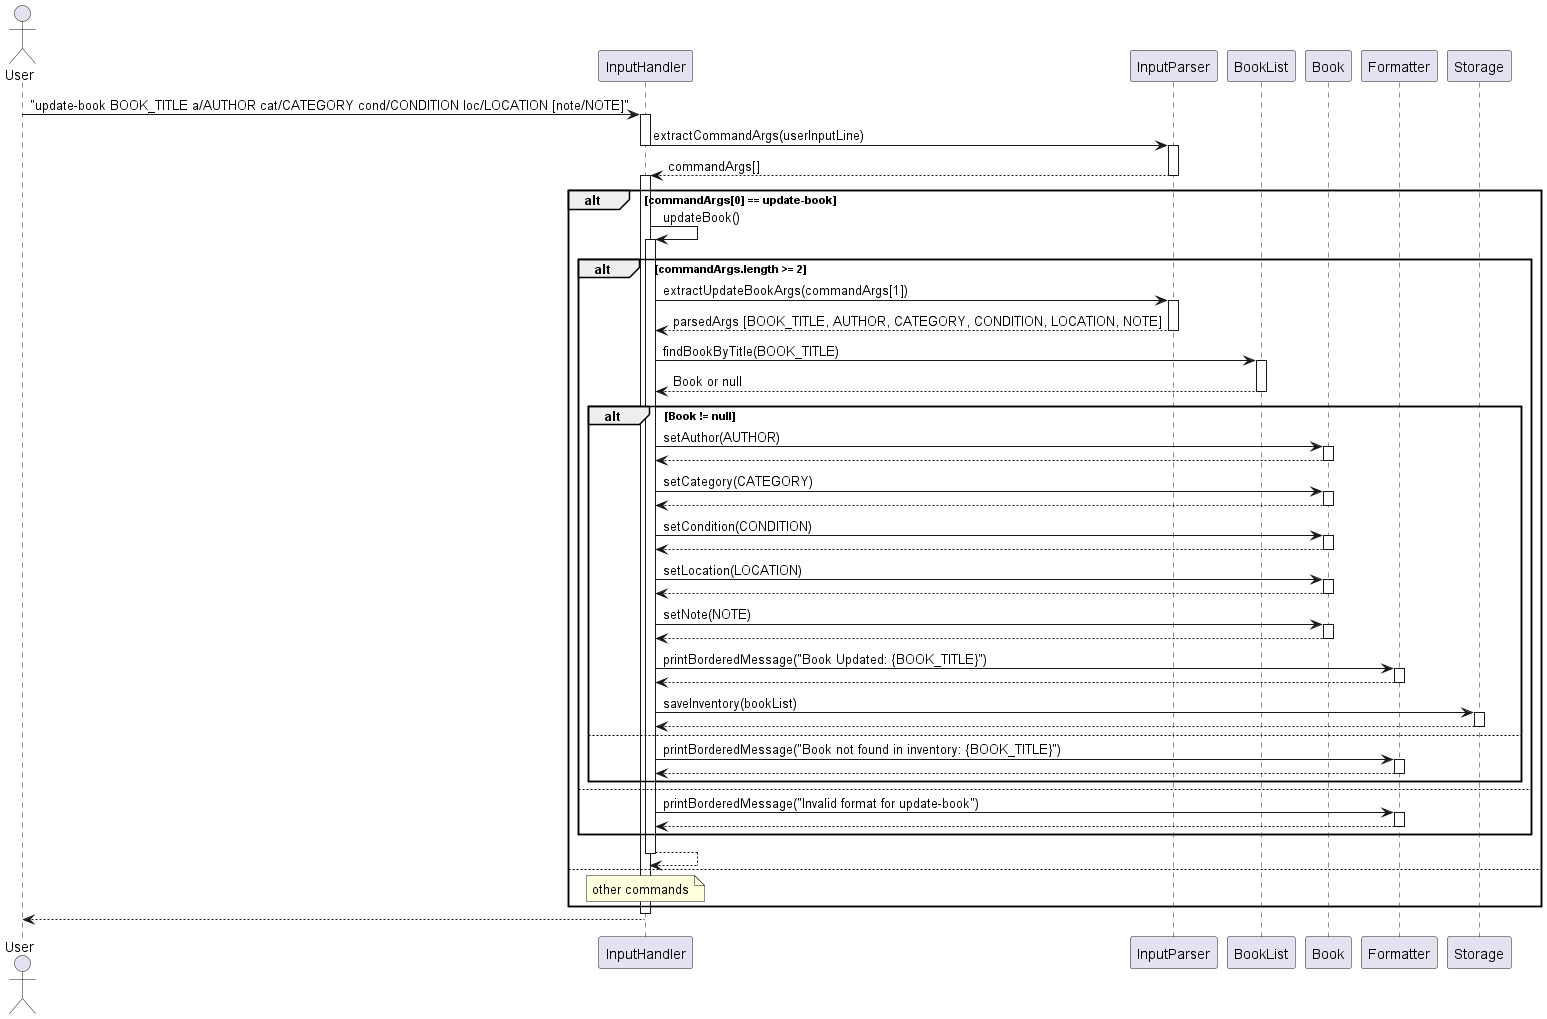 User
InputHandler
InputParser
BookList
Book
Formatter
Storage
"update-book BOOK_TITLE a/AUTHOR cat/CATEGORY cond/CONDITION loc/LOCATION [note/NOTE]"
extractCommandArgs(userInputLine)
commandArgs[]
alt
[commandArgs[0] == update-book]
updateBook()
alt
[commandArgs.length >= 2]
extractUpdateBookArgs(commandArgs[1])
parsedArgs [BOOK_TITLE, AUTHOR, CATEGORY, CONDITION, LOCATION, NOTE]
findBookByTitle(BOOK_TITLE)
Book or null
alt
[Book != null]
setAuthor(AUTHOR)
setCategory(CATEGORY)
setCondition(CONDITION)
setLocation(LOCATION)
setNote(NOTE)
printBorderedMessage("Book Updated: {BOOK_TITLE}")
saveInventory(bookList)
printBorderedMessage("Book not found in inventory: {BOOK_TITLE}")
printBorderedMessage("Invalid format for update-book")
other commands
User
InputHandler
InputParser
BookList
Book
Formatter
Storage